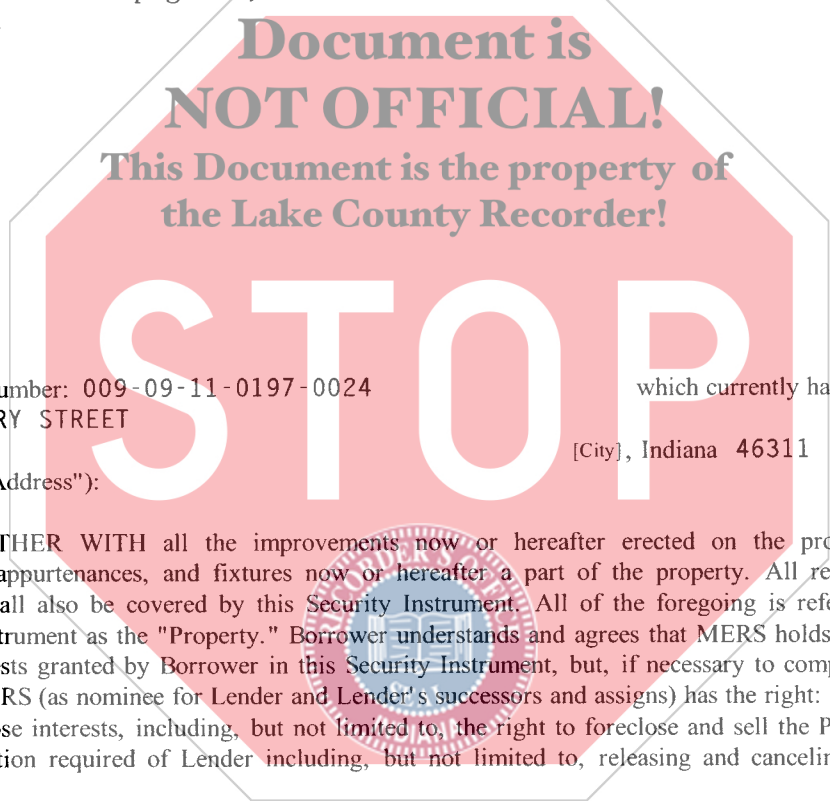 Document is
NOT OFFICIAL!
This Document is the property of
the Lake County Recorder!
STOP
umber: 009-09-11-0197-0024 which currently ha
RY STREET
[City], Indiana 46311
Address"):
THER WITH all the improvements now or hereafter erected on the pro
appurtenances, and fixtures now or hereafter a part of the property. All re
all also be covered by this Security Instrument. All of the foregoing is refe
trument as the "Property." Borrower understands and agrees that MERS holds
sts granted by Borrower in this Security Instrument, but, if necessary to comp
RS (as nominee for Lender and Lender's successors and assigns) has the right:
se interests, including, but not limited to, the right to foreclose and sell the P
tion required of Lender including, but not limited to, releasing and cancelin
RECORDER'S OFFICE
INDIANA